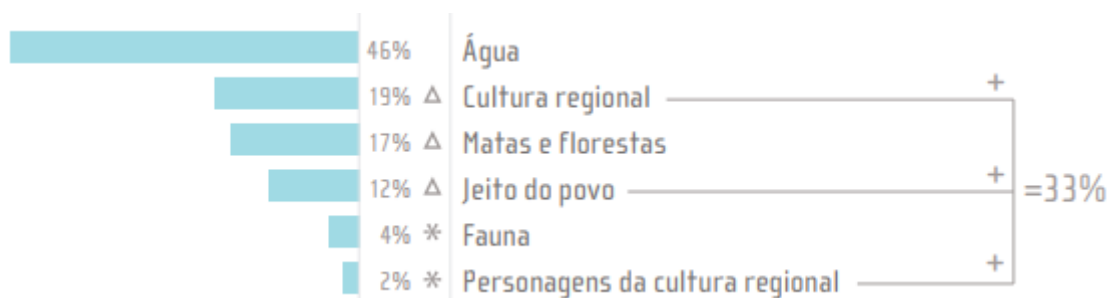 46% Água
19% Δ Cultura regional +
17% Δ Matas e florestas
12% Δ Jeito do povo + =33%
4% * Fauna
2% * Personagens da cultura regional +